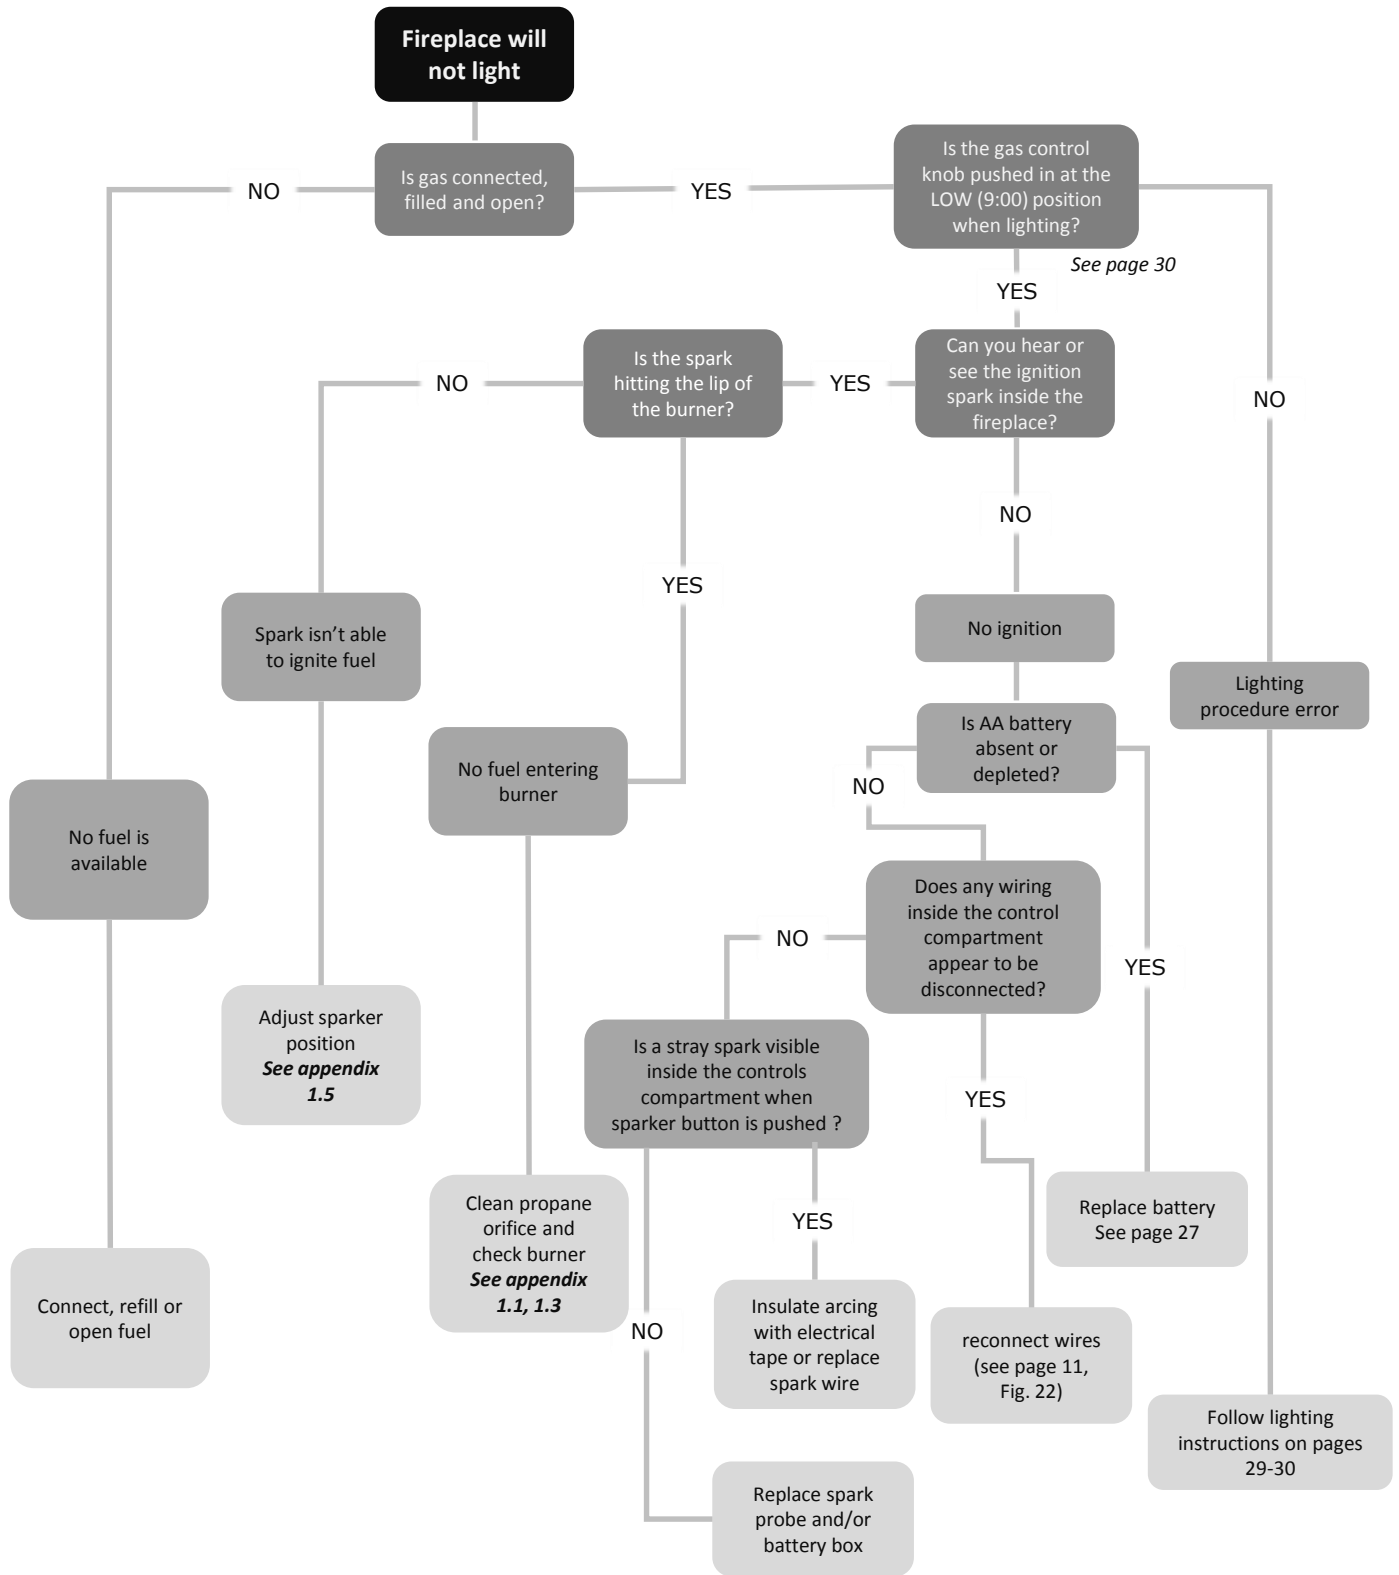 Fireplace will
not light
Is gas connected,
filled and open?
NO
YES
Is the gas control
knob pushed in at the
LOW (9:00) position
when lighting?
See page 30
YES
NO
Can you hear or
see the ignition
spark inside the
fireplace?
YES
Is the spark
hitting the lip of
the burner?
NO
NO
YES
Spark isn't able
to ignite fuel
No ignition
Lighting
procedure error
Is AA battery
absent or
depleted?
No fuel entering
burner
NO
No fuel is
available
Does any wiring
inside the control
compartment
appear to be
disconnected?
NO
YES
Adjust sparker
position
See appendix
1.5
Is a stray spark visible
inside the controls
compartment when
sparker button is pushed ?
YES
Clean propane
orifice and
check burner
See appendix
1.1, 1.3
Replace battery
See page 27
YES
Connect, refill or
open fuel
NO
Insulate arcing
with electrical
tape or replace
spark wire
reconnect wires
(see page 11,
Fig. 22)
Follow lighting
instructions on pages
29-30
Replace spark
probe and/or
battery box